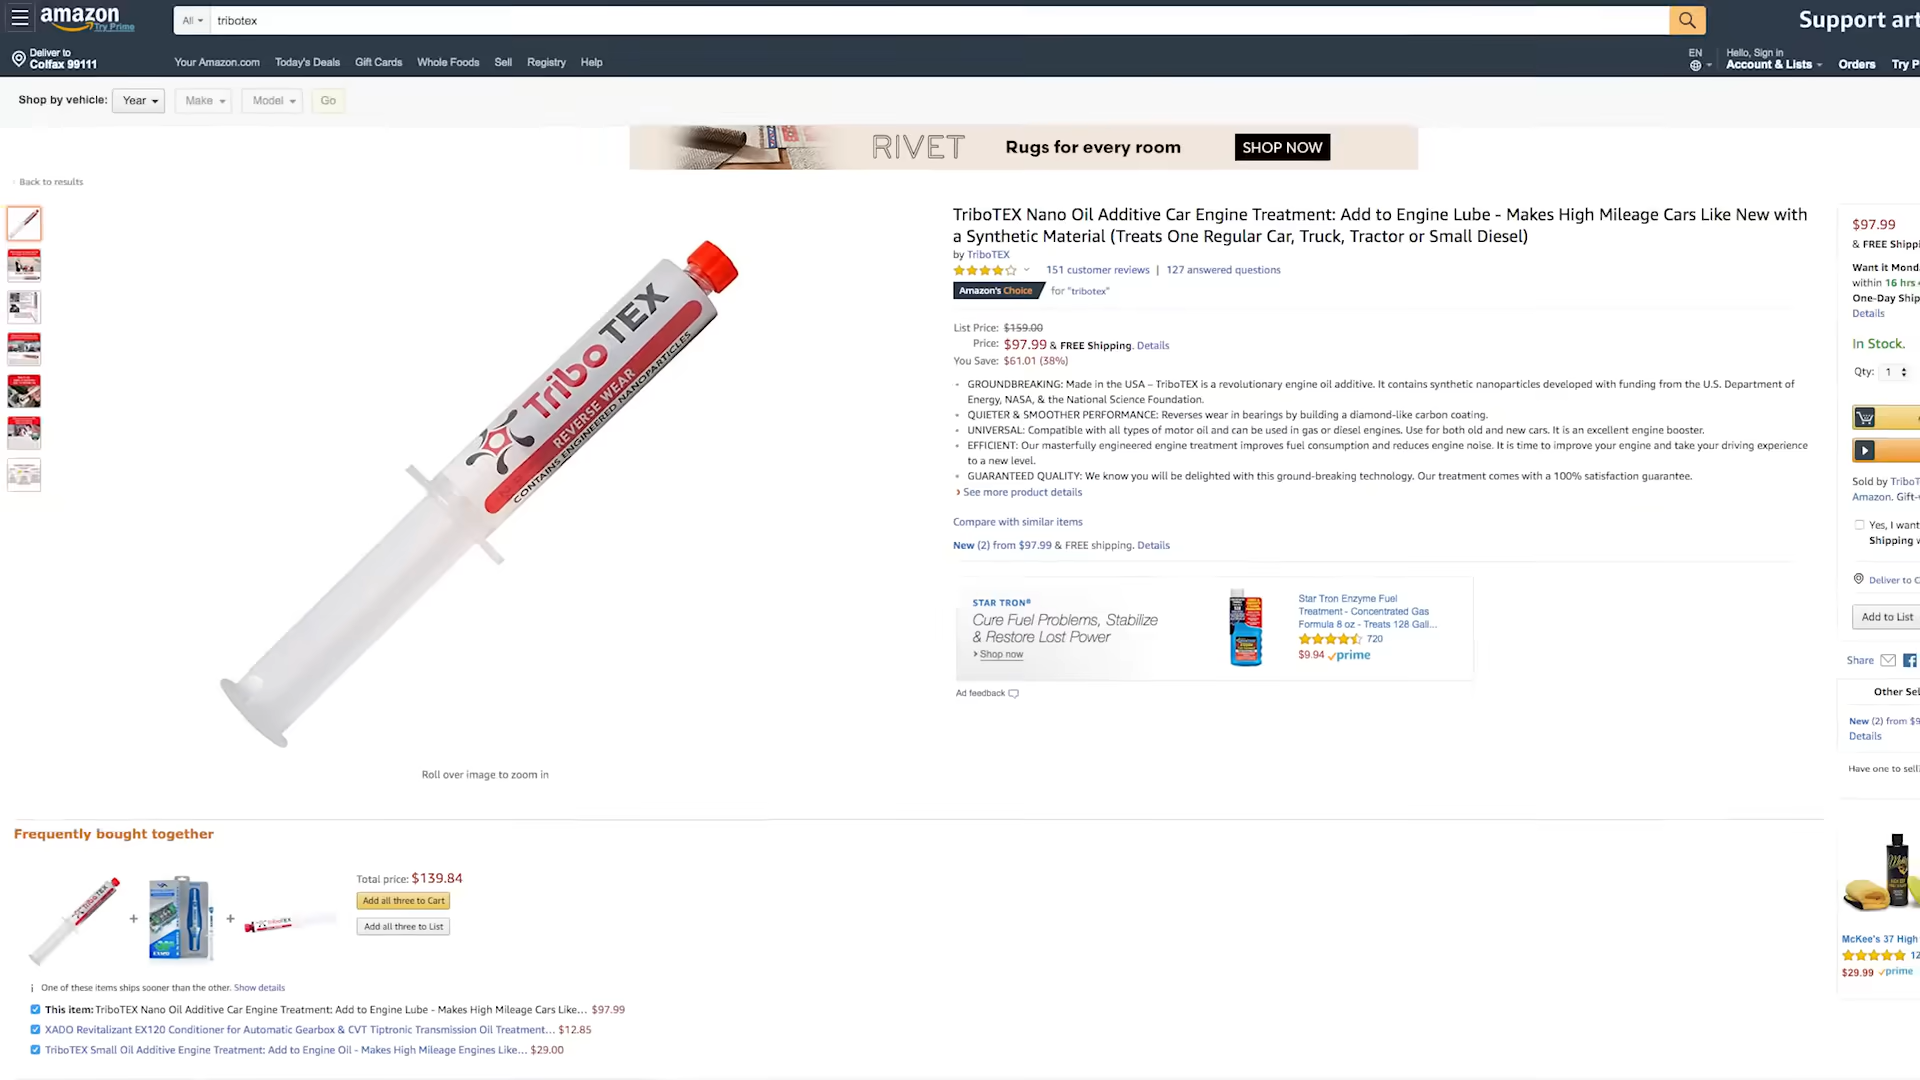 amazon
Try Prime
All
tribotex
Support art
Deliver to
Colfax 99111
Your Amazon.com
Today's Deals
Gift Cards
Whole Foods
Sell
Registry
Help
EN
Hello, Sign in
Account & Lists
Orders
Try P
Shop by vehicle:
Year
Make
Model
Go
RIVET
Rugs for every room
SHOP NOW
Back to results
TriboTEX Nano Oil Additive Car Engine Treatment: Add to Engine Lube - Makes High Mileage Cars Like New with
a Synthetic Material (Treats One Regular Car, Truck, Tractor or Small Diesel)
by TriboTEX
151 customer reviews | 127 answered questions
Amazon's Choice for "tribotex"
List Price: $159.00
Price: $97.99 & FREE Shipping. Details
You Save: $61.01 (38%)
GROUNDBREAKING: Made in the USA – TriboTEX is a revolutionary engine oil additive. It contains synthetic nanoparticles developed with funding from the U.S. Department of
Energy, NASA, & the National Science Foundation.
QUIETER & SMOOTHER PERFORMANCE: Reverses wear in bearings by building a diamond-like carbon coating.
UNIVERSAL: Compatible with all types of motor oil and can be used in gas or diesel engines. Use for both old and new cars. It is an excellent engine booster.
EFFICIENT: Our masterfully engineered engine treatment improves fuel consumption and reduces engine noise. It is time to improve your engine and take your driving experience
to a new level.
GUARANTEED QUALITY: We know you will be delighted with this ground-breaking technology. Our treatment comes with a 100% satisfaction guarantee.
› See more product details
Compare with similar items
New (2) from $97.99 & FREE shipping. Details
STAR TRON®
Cure Fuel Problems, Stabilize
& Restore Lost Power
› Shop now
Star Tron Enzyme Fuel
Treatment - Concentrated Gas
Formula 8 oz - Treats 128 Gall...
720
$9.94 prime
Ad feedback
TriboTEX
REVERSE WEAR
CONTAINS ENGINEERED NANOPARTICLES
Roll over image to zoom in
$97.99
& FREE Shippi
Want it Mond
within 16 hrs
One-Day Ship
Details
In Stock.
Qty: 1
Sold by TriboT
Amazon. Gift-
Yes, I want
Shipping
Deliver to C
Add to List
Share
Other Sel
New (2) from $9
Details
Have one to sell
McKee's 37 High
12
$29.99 prime
Frequently bought together
TriboTEX
+
+
TriboTEX
Total price: $139.84
Add all three to Cart
Add all three to List
i One of these items ships sooner than the other. Show details
This item: TriboTEX Nano Oil Additive Car Engine Treatment: Add to Engine Lube - Makes High Mileage Cars Like… $97.99
XADO Revitalizant EX120 Conditioner for Automatic Gearbox & CVT Tiptronic Transmission Oil Treatment… $12.85
TriboTEX Small Oil Additive Engine Treatment: Add to Engine Oil - Makes High Mileage Engines Like… $29.00